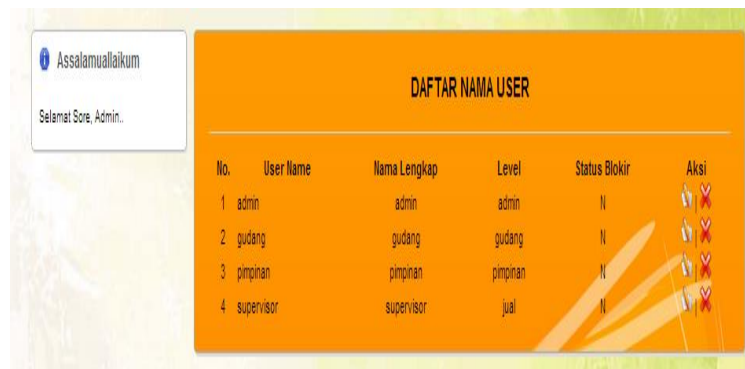 Assalamuallaikum
Selamat Sore, Admin..
DAFTAR NAMA USER
No. User Name Nama Lengkap Level Status Blokir Aksi
1 admin admin admin N |
2 gudang gudang gudang N |
3 pimpinan pimpinan pimpinan N |
4 supervisor supervisor jual N |